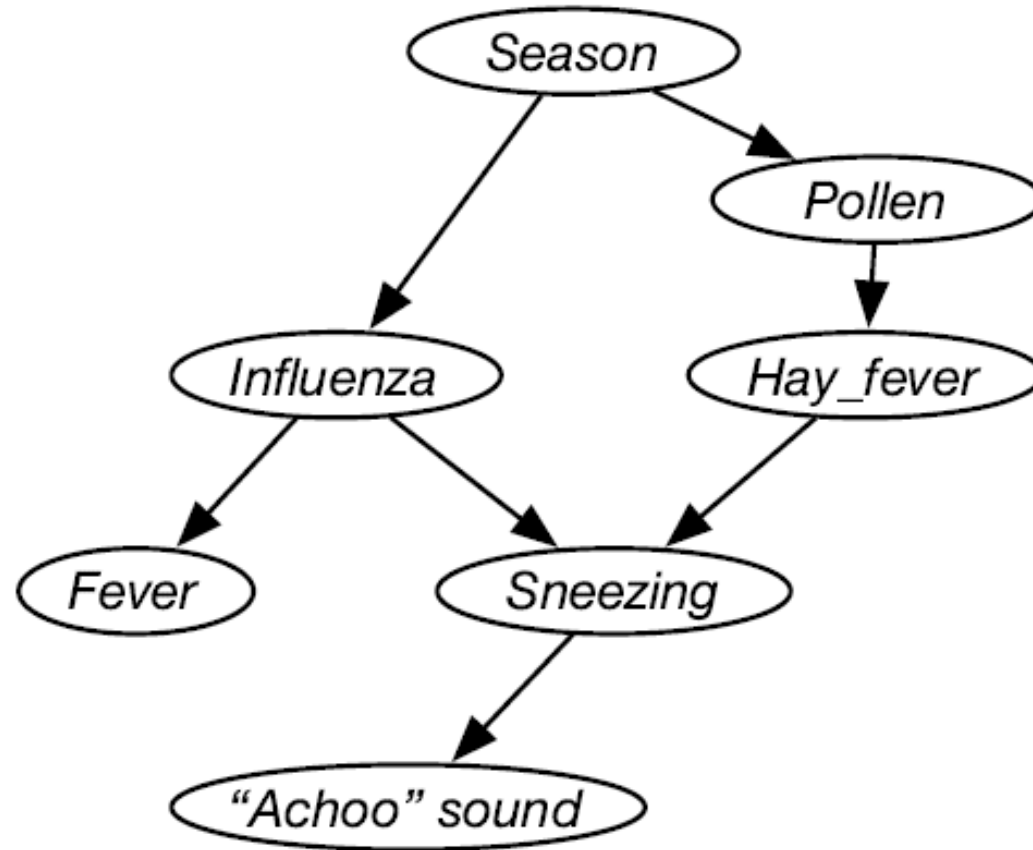 Season
Pollen
Influenza
Hay_fever
Fever
Sneezing
“Achoo” sound